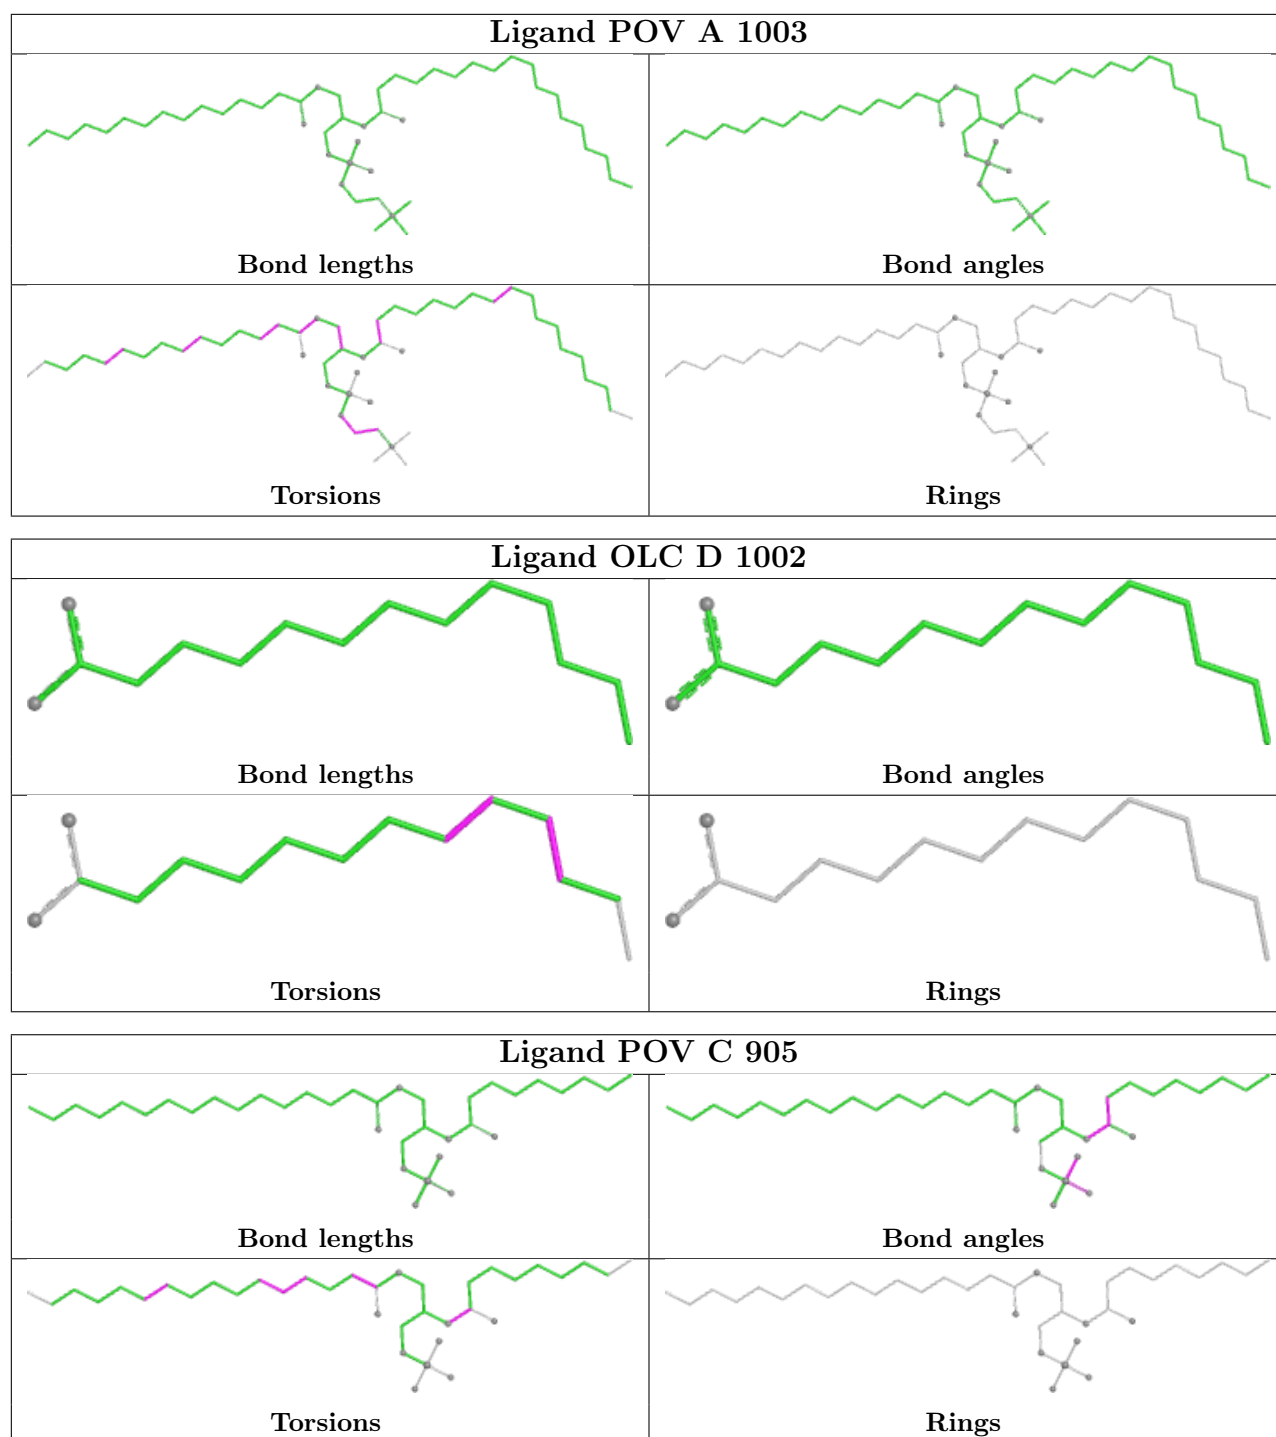 Ligand POV A 1003
Bond lengths
Bond angles
Torsions
Rings
Ligand OLC D 1002
Bond lengths
Bond angles
Torsions
Rings
Ligand POV C 905
Bond lengths
Bond angles
Torsions
Rings